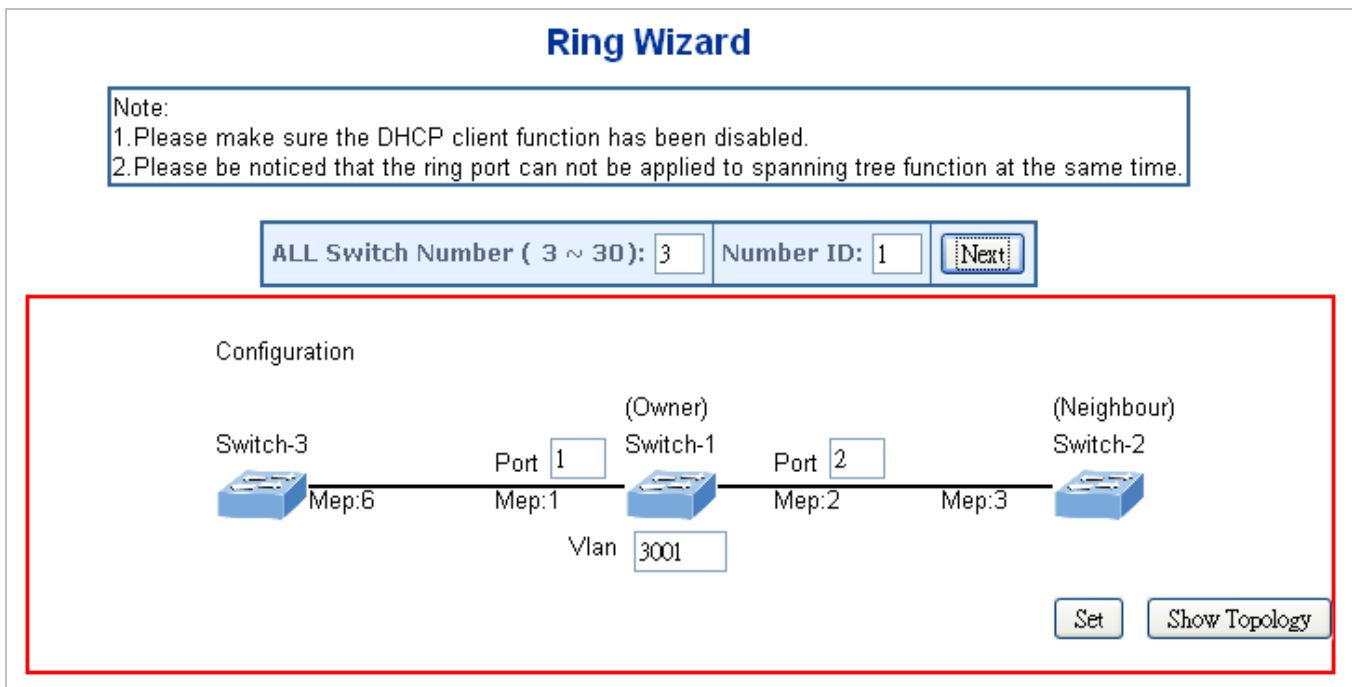 Ring Wizard
Note:
1.Please make sure the DHCP client function has been disabled.
2.Please be noticed that the ring port can not be applied to spanning tree function at the same time.
ALL Switch Number ( 3 ~ 30): 3 Number ID: 1 Next
Configuration
(Owner) (Neighbour)
Switch-3 Port 1 Switch-1 Port 2 Switch-2
Mep:6 Mep:1 Mep:2 Mep:3
Vlan 3001
Set Show Topology